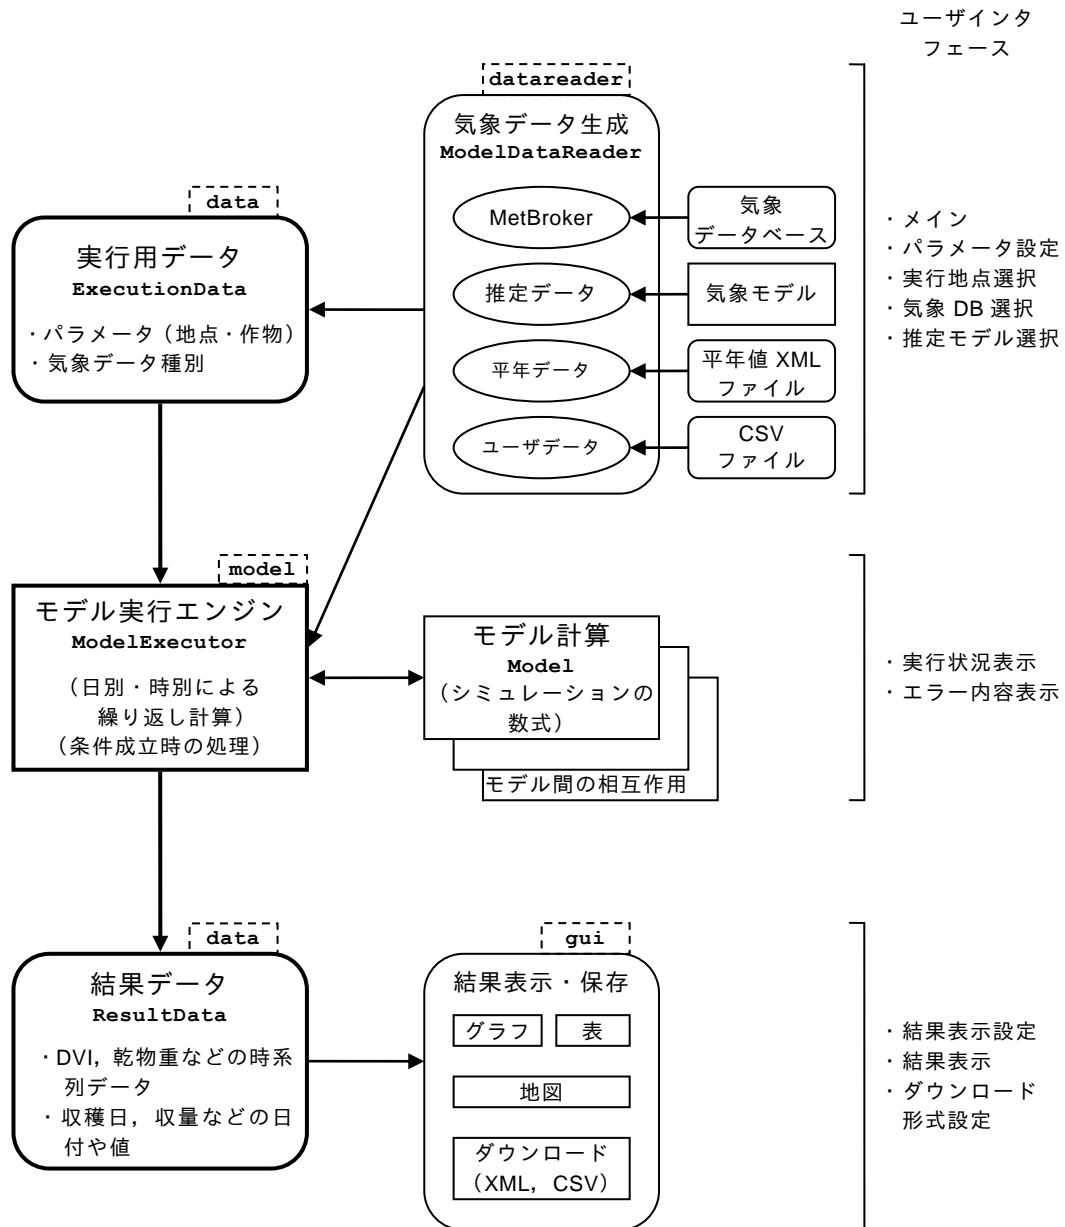 ユーザインタ
フェース
datareader
気象データ生成
ModelDataReader
MetBroker
気象
データベース
推定データ
気象モデル
平年データ
平年値 XML
ファイル
ユーザデータ
CSV
ファイル
・メイン
・パラメータ設定
・実行地点選択
・気象 DB 選択
・推定モデル選択
data
実行用データ
ExecutionData
・パラメータ（地点・作物）
・気象データ種別
model
モデル実行エンジン
ModelExecutor
（日別・時別による
繰り返し計算）
（条件成立時の処理）
モデル計算
Model
（シミュレーションの
数式）
モデル間の相互作用
・実行状況表示
・エラー内容表示
data
結果データ
ResultData
・DVI，乾物重などの時系
列データ
・収穫日，収量などの日
付や値
gui
結果表示・保存
グラフ
表
地図
ダウンロード
（XML，CSV）
・結果表示設定
・結果表示
・ダウンロード
形式設定